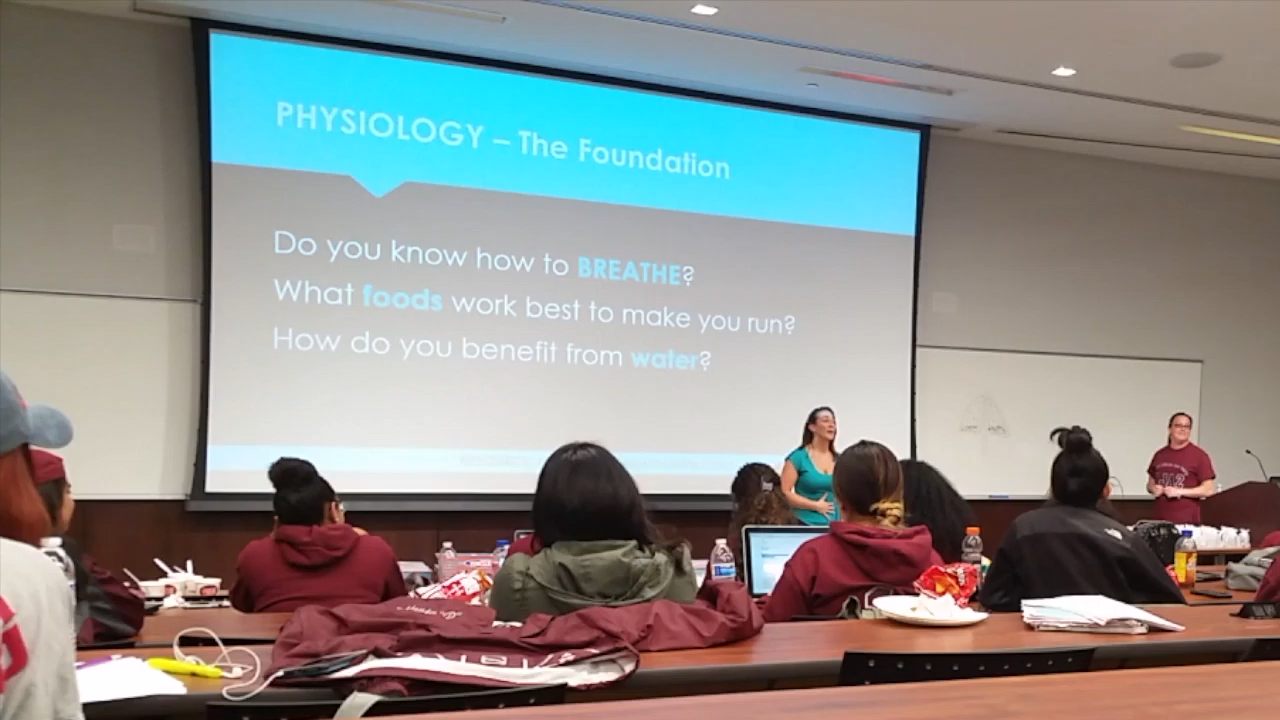 PHYSIOLOGY – The Foundation
Do you know how to BREATHE?
What foods work best to make you run?
How do you benefit from water?